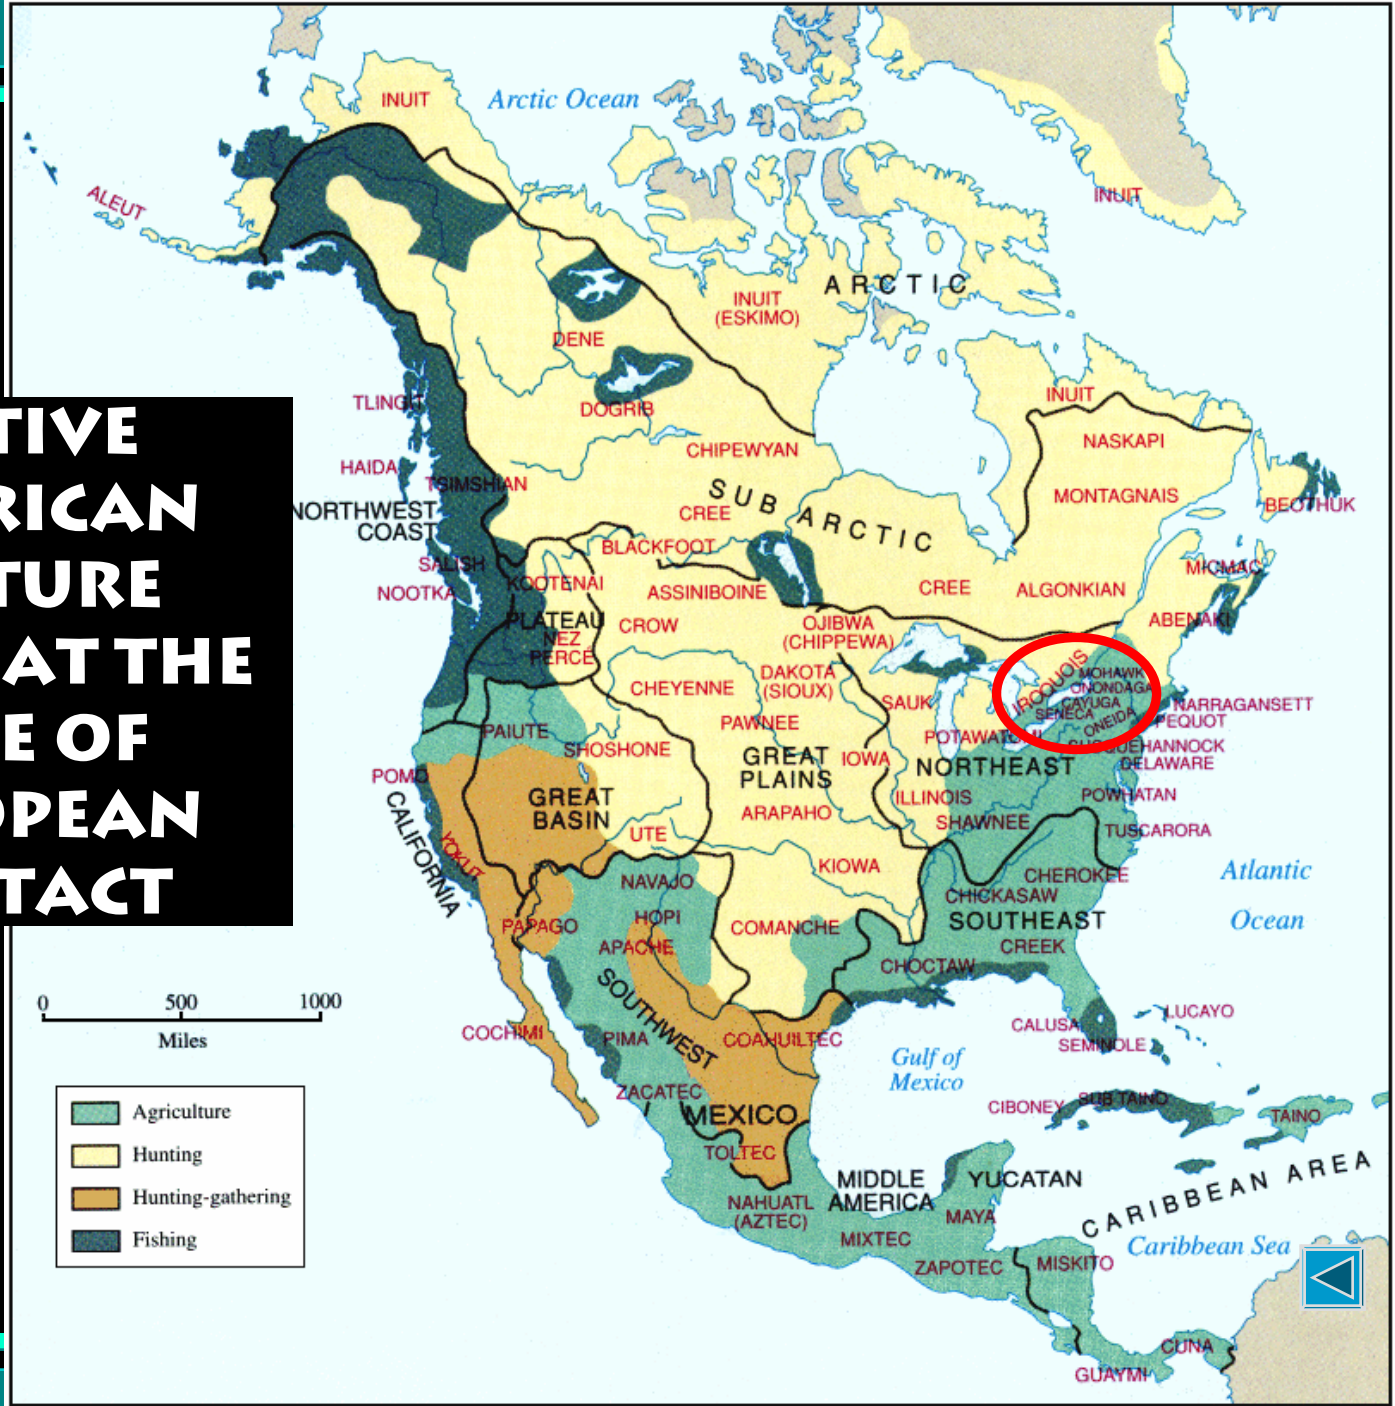 TIVE
RICAN
TURE
AT THE
E OF
OPEAN
TACT
INUIT
Arctic Ocean
ALEUT
INUIT
ARCTIC
INUIT
(ESKIMO)
DENE
DOGRIB
TLINGIT
INUIT
NASKAPI
CHIPEWYAN
HAIDA
TSIMSHIAN
SUB ARCTIC
MONTAGNAIS
BEOTHUK
NORTHWEST
COAST
CREE
BLACKFOOT
SALISH
NOOTKA
KOOTENAI
ASSINIBOINE
CREE
ALGONKIAN
MICMAC
PLATEAU
NEZ
PERCÉ
CROW
OJIBWA
(CHIPPEWA)
ABENAKI
IRCQUOIS
MOHAWK
ONONDAGA
CAYUGA
SENECA
ONEIDA
CHEYENNE
DAKOTA
(SIOUX)
SAUK
NARRAGANSETT
PEQUOT
PAIUTE
SHOSHONE
PAWNEE
POTAWATOMI
SUSQUEHANNOCK
DELAWARE
GREAT
PLAINS
IOWA
NORTHEAST
POMO
CALIFORNIA
GREAT
BASIN
ARAPAHO
ILLINOIS
POWHATAN
SHAWNEE
TUSCARORA
YOKUT
UTE
KIOWA
CHEROKEE
CHICKASAW
Atlantic
Ocean
NAVAJO
HOPI
PAPAGO
APACHE
COMANCHE
SOUTHEAST
CREEK
CHOCTAW
SOUTHWEST
0 500 1000
Miles
COCHIMI
PIMA
COAHUILTEC
CALUSA
SEMINOLE
LUCAYO
Gulf of
Mexico
ZACATEC
MEXICO
CIBONEY
SUB TAINO
TAINO
TOLTEC
MIDDLE
AMERICA
YUCATAN
CARIBBEAN AREA
NAHUATL
(AZTEC)
MAYA
MIXTEC
ZAPOTEC
MISKITO
Caribbean Sea
CUNA
GUAYMI
Agriculture
Hunting
Hunting-gathering
Fishing